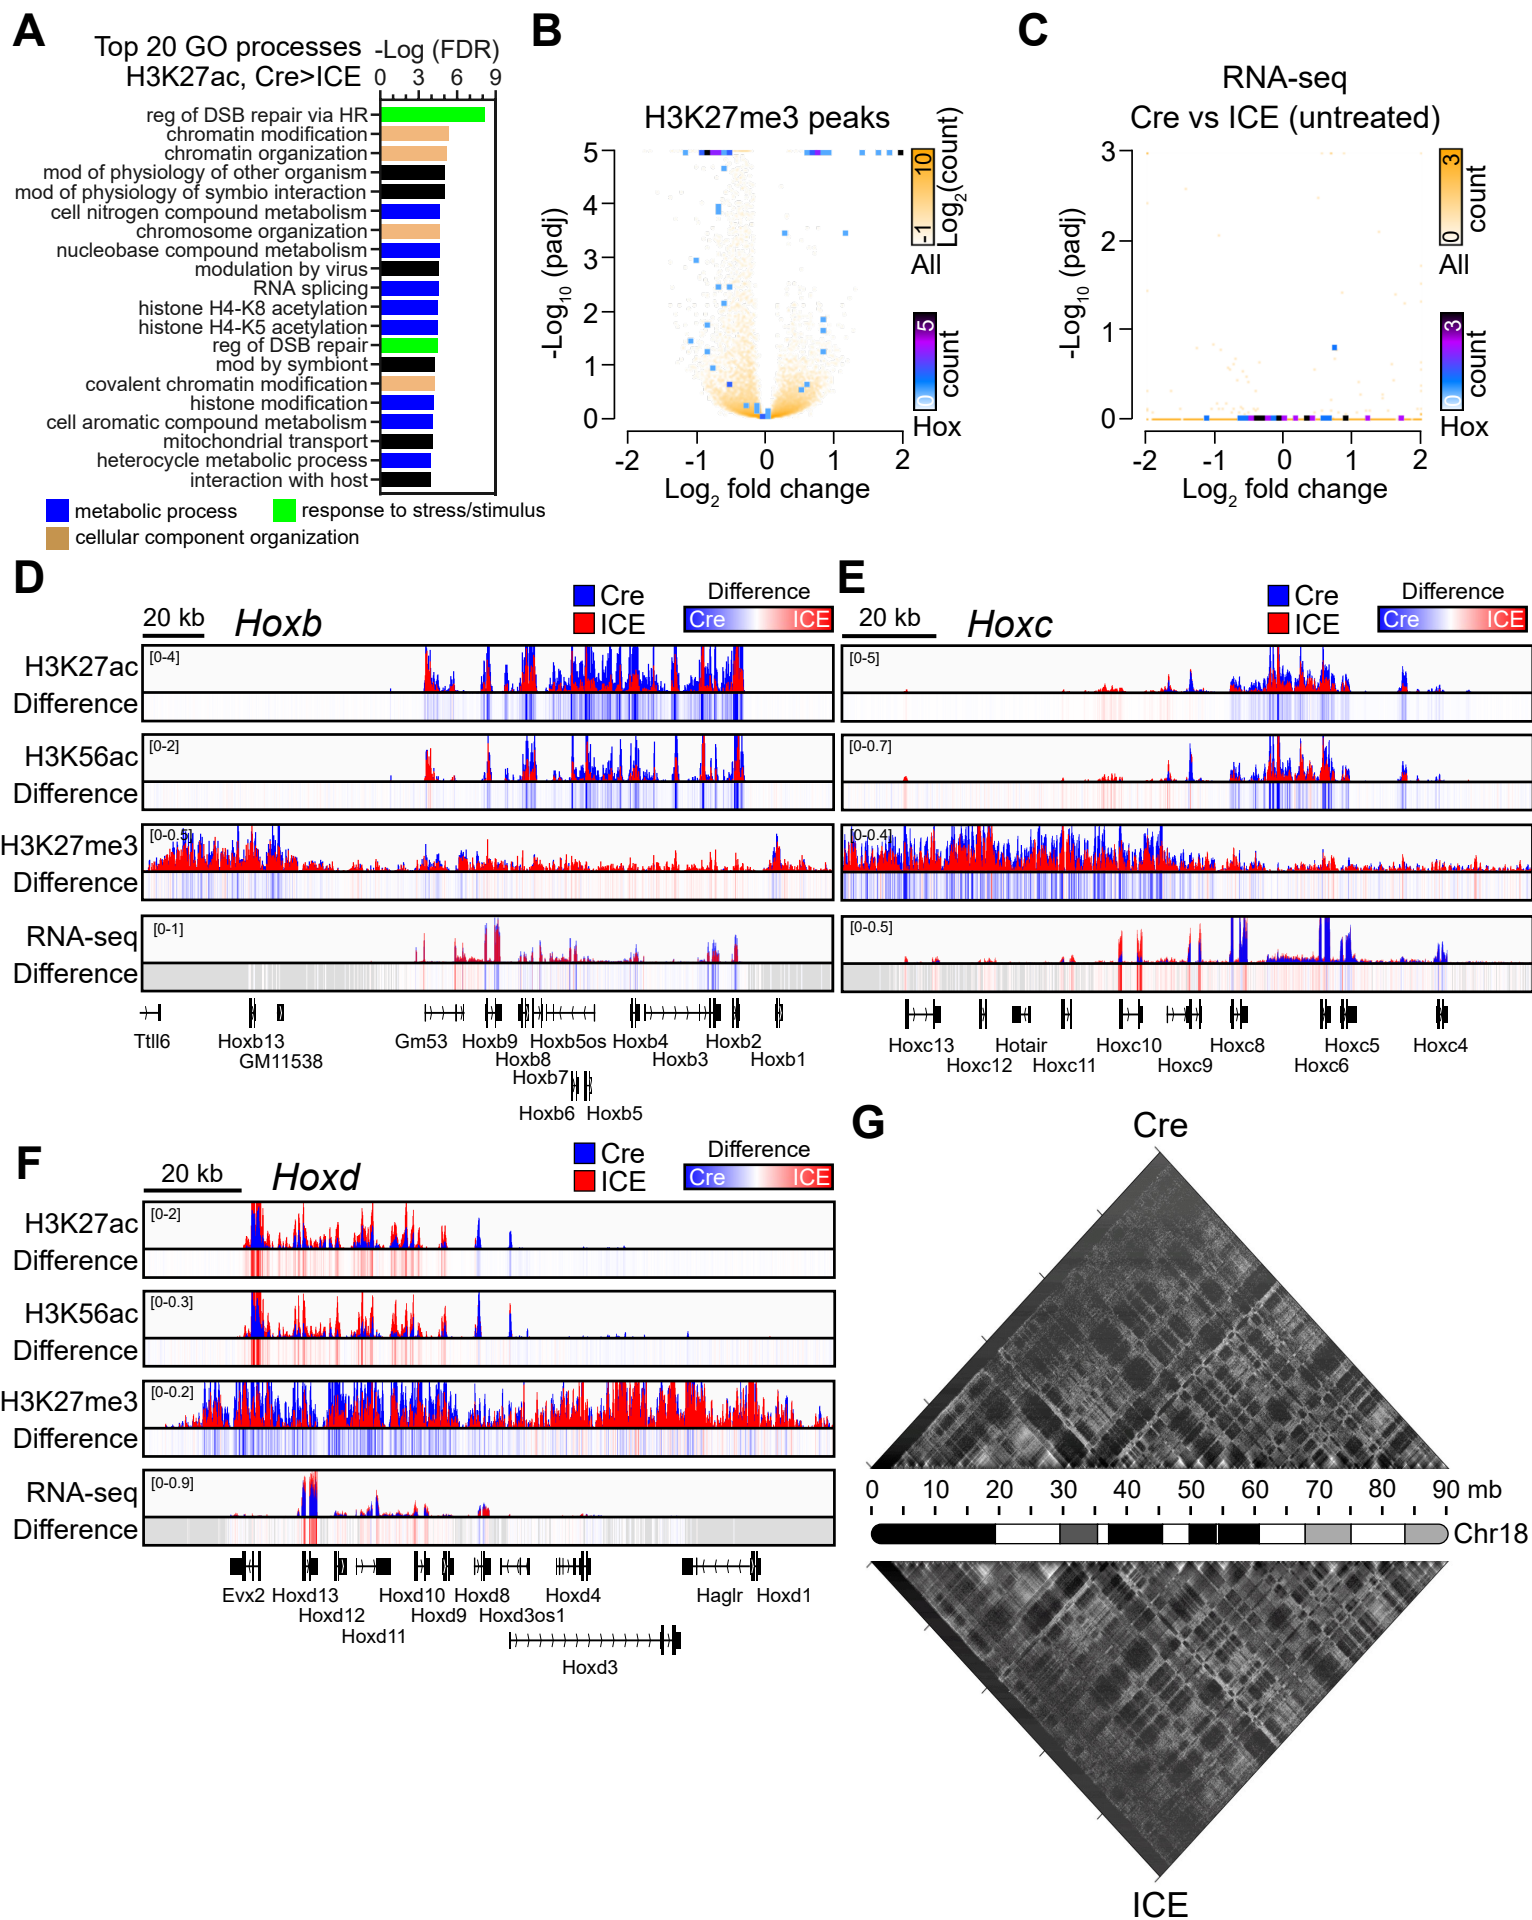 A
Top 20 GO processes
H3K27ac, Cre>ICE
-Log (FDR)
0 3 6 9
reg of DSB repair via HR
chromatin modification
chromatin organization
mod of physiology of other organism
mod of physiology of symbio interaction
cell nitrogen compound metabolism
chromosome organization
nucleobase compound metabolism
modulation by virus
RNA splicing
histone H4-K8 acetylation
histone H4-K5 acetylation
reg of DSB repair
mod by symbiont
covalent chromatin modification
histone modification
cell aromatic compound metabolism
mitochondrial transport
heterocycle metabolic process
interaction with host
metabolic process
response to stress/stimulus
cellular component organization
B
H3K27me3 peaks
-Log10 (padj)
5
4
3
2
1
0
-2 -1 0 1 2
Log2 fold change
-1 10
Log2(count)
All
0 5
count
Hox
C
RNA-seq
Cre vs ICE (untreated)
-Log10 (padj)
3
2
1
0
-2 -1 0 1 2
Log2 fold change
0 3
count
All
0 3
count
Hox
D
20 kb
Hoxb
Cre
ICE
Difference
Cre ICE
H3K27ac
[0-4]
Difference
H3K56ac
[0-2]
Difference
H3K27me3
[0-0.5]
Difference
RNA-seq
[0-1]
Difference
Ttll6 Hoxb13 Gm53 Hoxb9 Hoxb5os Hoxb4 Hoxb2
GM11538 Hoxb8 Hoxb3 Hoxb1
Hoxb7
Hoxb6 Hoxb5
E
20 kb
Hoxc
Cre
ICE
Difference
Cre ICE
[0-5]
[0-0.7]
[0-0.4]
[0-0.5]
Hoxc13 Hotair Hoxc10 Hoxc8 Hoxc5 Hoxc4
Hoxc12 Hoxc11 Hoxc9 Hoxc6
F
20 kb
Hoxd
Cre
ICE
Difference
Cre ICE
H3K27ac
[0-2]
Difference
H3K56ac
[0-0.3]
Difference
H3K27me3
[0-0.2]
Difference
RNA-seq
[0-0.9]
Difference
Evx2 Hoxd13 Hoxd10 Hoxd8 Hoxd4 Haglr Hoxd1
Hoxd12 Hoxd9 Hoxd3os1
Hoxd11
Hoxd3
G
Cre
0 10 20 30 40 50 60 70 80 90 mb
Chr18
ICE